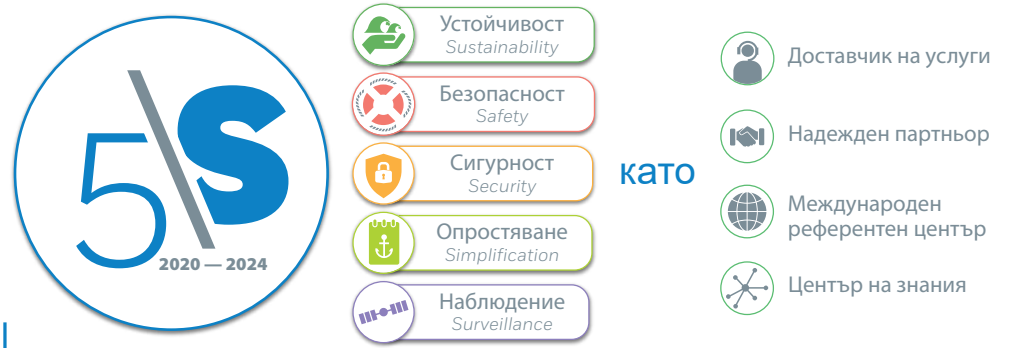 5\S
2020 — 2024
Устойчивост
Sustainability
Безопасност
Safety
Сигурност
Security
Опростяване
Simplification
Наблюдение
Surveillance
като
Доставчик на услуги
Надежден партньор
Международен
референтен център
Център на знания